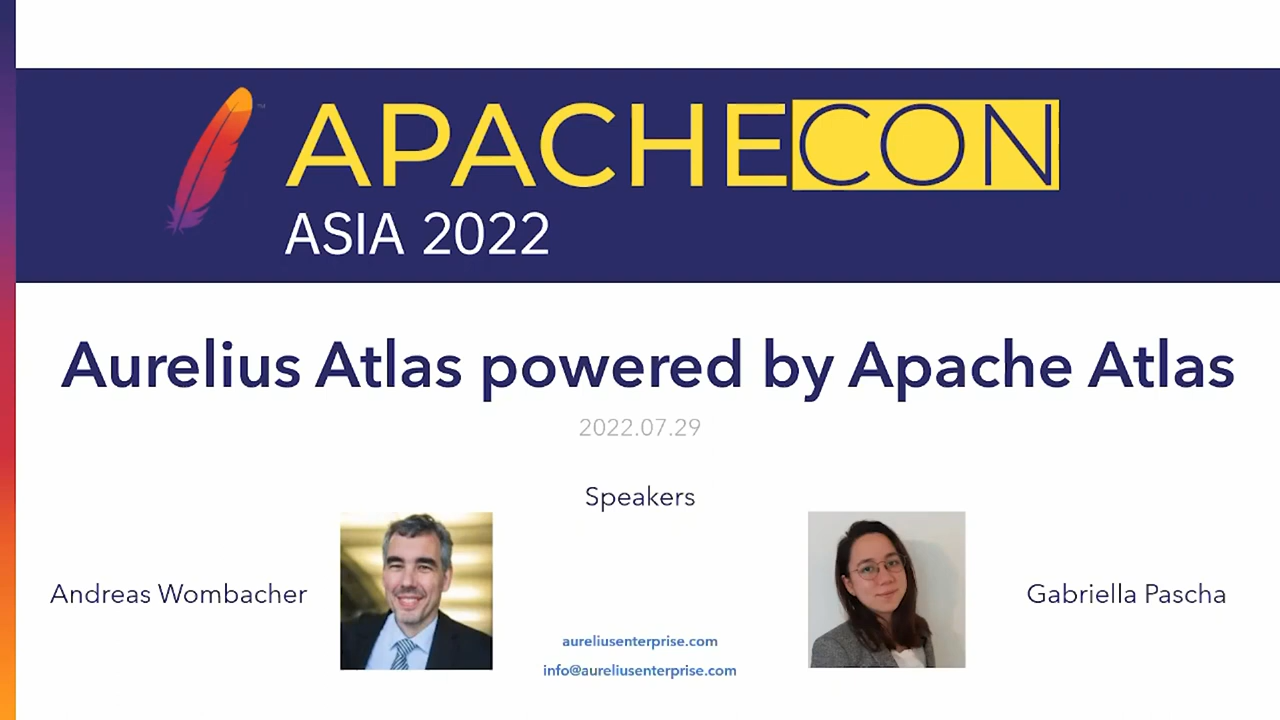 APACHECON
ASIA 2022
Aurelius Atlas powered by Apache Atlas
2022.07.29
Speakers
Andreas Wombacher
Gabriella Pascha
aureliusenterprise.com
info@aureliusenterprise.com